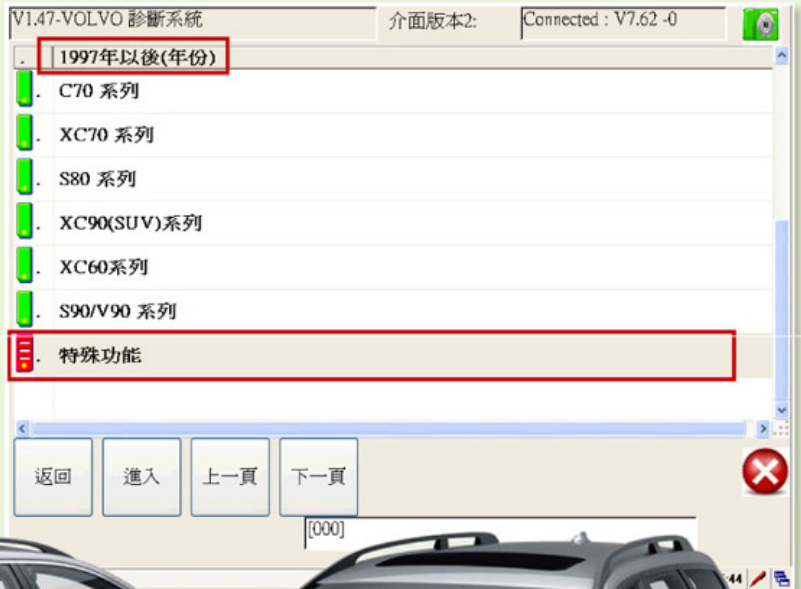 V1.47-VOLVO 診斷系統 介面版本2: Connected : V7.62 -0
. 1997年以後(年份)
. C70 系列
. XC70 系列
. S80 系列
. XC90(SUV)系列
. XC60系列
. S90/V90 系列
. 特殊功能
返回 進入 上一頁 下一頁
[000]
44